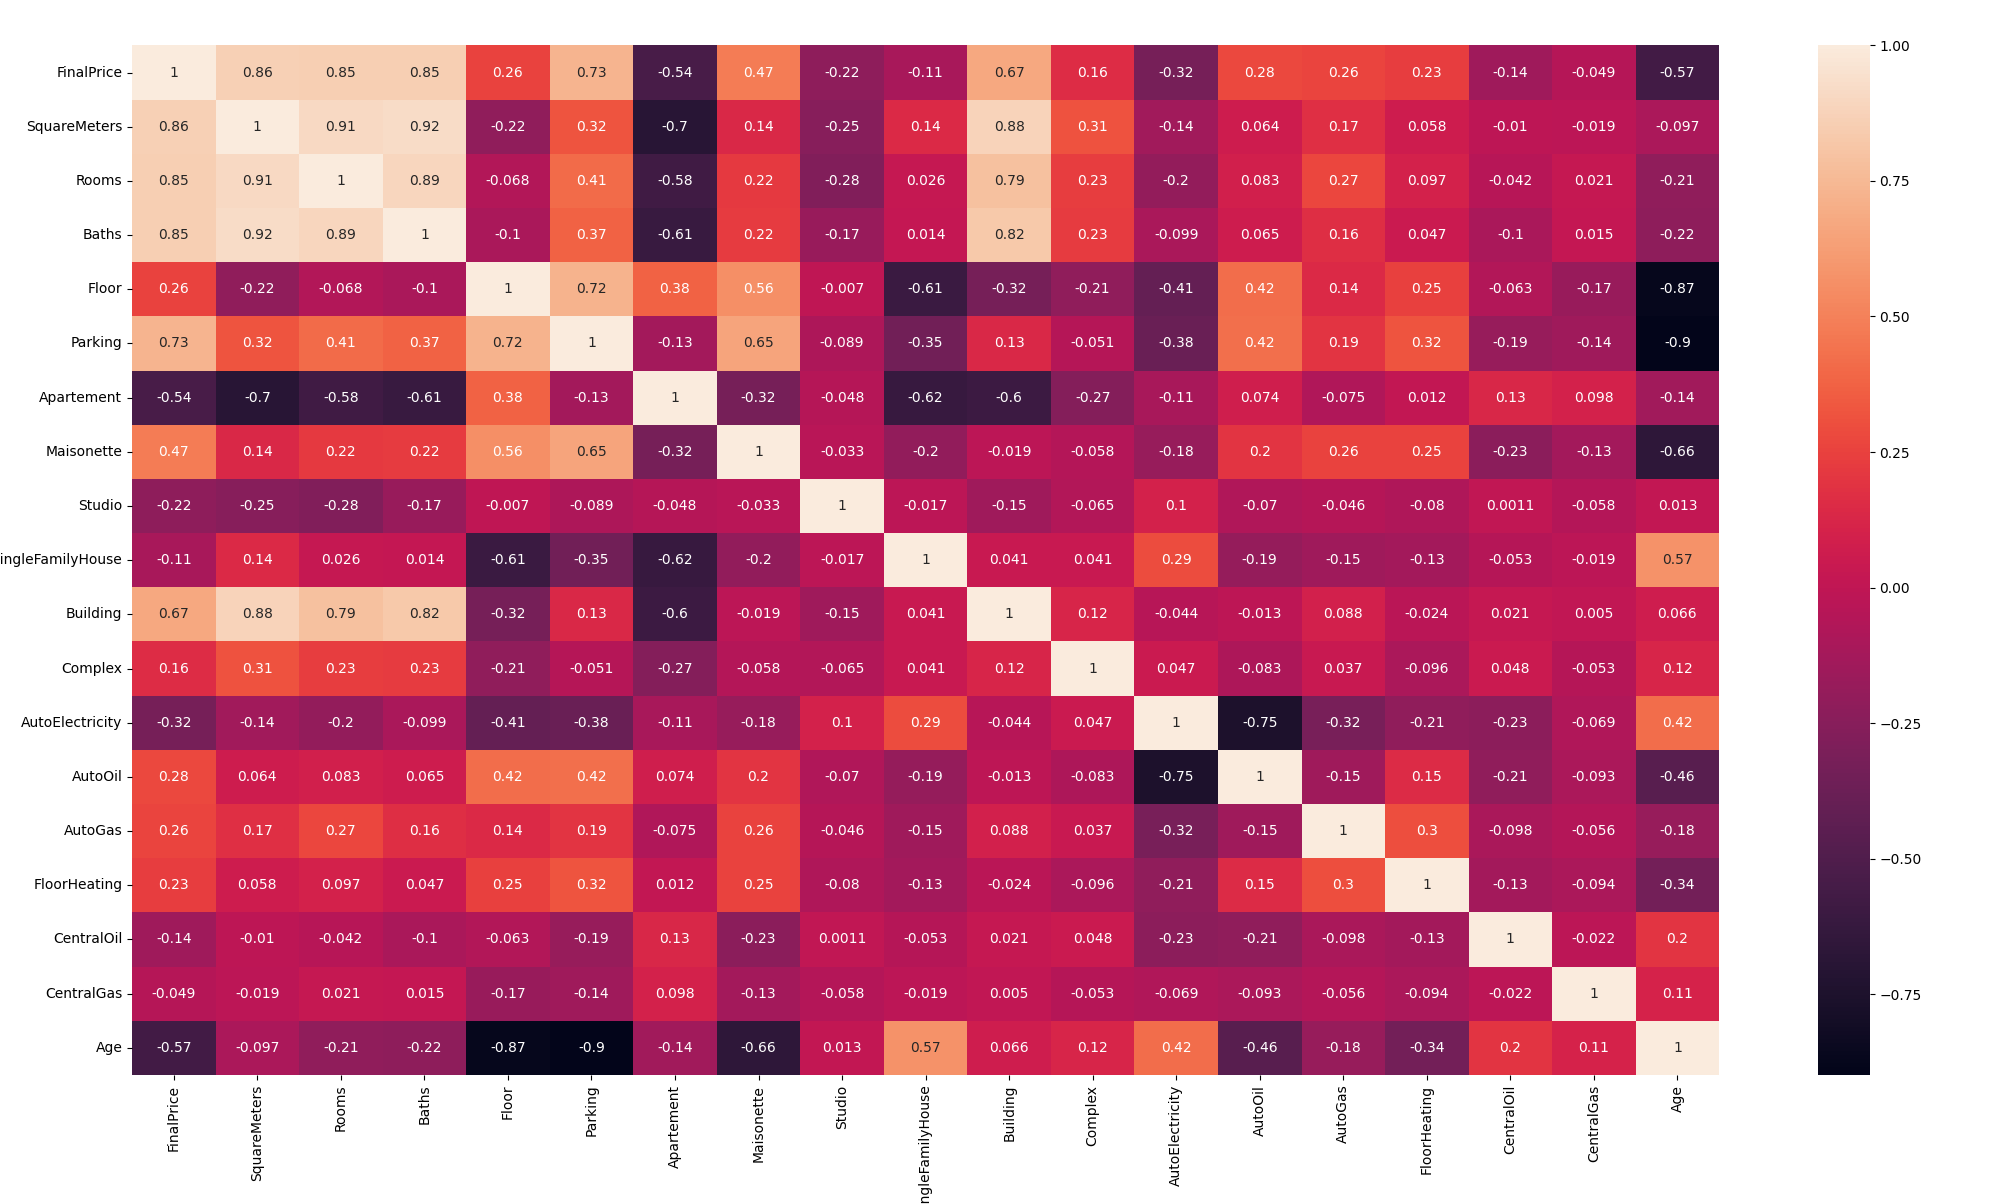 FinalPrice 1 0.86 0.85 0.85 0.26 0.73 -0.54 0.47 -0.22 -0.11 0.67 0.16 -0.32 0.28 0.26 0.23 -0.14 -0.049 -0.57
SquareMeters 0.86 1 0.91 0.92 -0.22 0.32 -0.7 0.14 -0.25 0.14 0.88 0.31 -0.14 0.064 0.17 0.058 -0.01 -0.019 -0.097
Rooms 0.85 0.91 1 0.89 -0.068 0.41 -0.58 0.22 -0.28 0.026 0.79 0.23 -0.2 0.083 0.27 0.097 -0.042 0.021 -0.21
Baths 0.85 0.92 0.89 1 -0.1 0.37 -0.61 0.22 -0.17 0.014 0.82 0.23 -0.099 0.065 0.16 0.047 -0.1 0.015 -0.22
Floor 0.26 -0.22 -0.068 -0.1 1 0.72 0.38 0.56 -0.007 -0.61 -0.32 -0.21 -0.41 0.42 0.14 0.25 -0.063 -0.17 -0.87
Parking 0.73 0.32 0.41 0.37 0.72 1 -0.13 0.65 -0.089 -0.35 0.13 -0.051 -0.38 0.42 0.19 0.32 -0.19 -0.14 -0.9
Apartement -0.54 -0.7 -0.58 -0.61 0.38 -0.13 1 -0.32 -0.048 -0.62 -0.6 -0.27 -0.11 0.074 -0.075 0.012 0.13 0.098 -0.14
Maisonette 0.47 0.14 0.22 0.22 0.56 0.65 -0.32 1 -0.033 -0.2 -0.019 -0.058 -0.18 0.2 0.26 0.25 -0.23 -0.13 -0.66
Studio -0.22 -0.25 -0.28 -0.17 -0.007 -0.089 -0.048 -0.033 1 -0.017 -0.15 -0.065 0.1 -0.07 -0.046 -0.08 0.0011 -0.058 0.013
ingleFamilyHouse -0.11 0.14 0.026 0.014 -0.61 -0.35 -0.62 -0.2 -0.017 1 0.041 0.041 0.29 -0.19 -0.15 -0.13 -0.053 -0.019 0.57
Building 0.67 0.88 0.79 0.82 -0.32 0.13 -0.6 -0.019 -0.15 0.041 1 0.12 -0.044 -0.013 0.088 -0.024 0.021 0.005 0.066
Complex 0.16 0.31 0.23 0.23 -0.21 -0.051 -0.27 -0.058 -0.065 0.041 0.12 1 0.047 -0.083 0.037 -0.096 0.048 -0.053 0.12
AutoElectricity -0.32 -0.14 -0.2 -0.099 -0.41 -0.38 -0.11 -0.18 0.1 0.29 -0.044 0.047 1 -0.75 -0.32 -0.21 -0.23 -0.069 0.42
AutoOil 0.28 0.064 0.083 0.065 0.42 0.42 0.074 0.2 -0.07 -0.19 -0.013 -0.083 -0.75 1 -0.15 0.15 -0.21 -0.093 -0.46
AutoGas 0.26 0.17 0.27 0.16 0.14 0.19 -0.075 0.26 -0.046 -0.15 0.088 0.037 -0.32 -0.15 1 0.3 -0.098 -0.056 -0.18
FloorHeating 0.23 0.058 0.097 0.047 0.25 0.32 0.012 0.25 -0.08 -0.13 -0.024 -0.096 -0.21 0.15 0.3 1 -0.13 -0.094 -0.34
CentralOil -0.14 -0.01 -0.042 -0.1 -0.063 -0.19 0.13 -0.23 0.0011 -0.053 0.021 0.048 -0.23 -0.21 -0.098 -0.13 1 -0.022 0.2
CentralGas -0.049 -0.019 0.021 0.015 -0.17 -0.14 0.098 -0.13 -0.058 -0.019 0.005 -0.053 -0.069 -0.093 -0.056 -0.094 -0.022 1 0.11
Age -0.57 -0.097 -0.21 -0.22 -0.87 -0.9 -0.14 -0.66 0.013 0.57 0.066 0.12 0.42 -0.46 -0.18 -0.34 0.2 0.11 1
FinalPrice
SquareMeters
Rooms
Baths
Floor
Parking
Apartement
Maisonette
Studio
ngleFamilyHouse
Building
Complex
AutoElectricity
AutoOil
AutoGas
FloorHeating
CentralOil
CentralGas
Age
1.00
0.75
0.50
0.25
0.00
−0.25
−0.50
−0.75